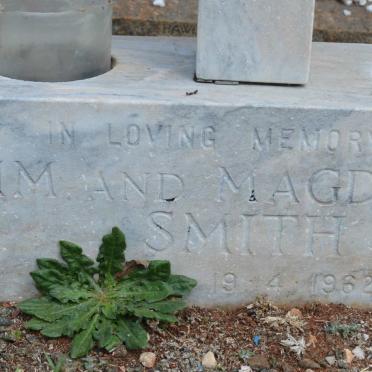 IN LOVING MEMOR
IM AND MAGD
SMITH
19-4-1962